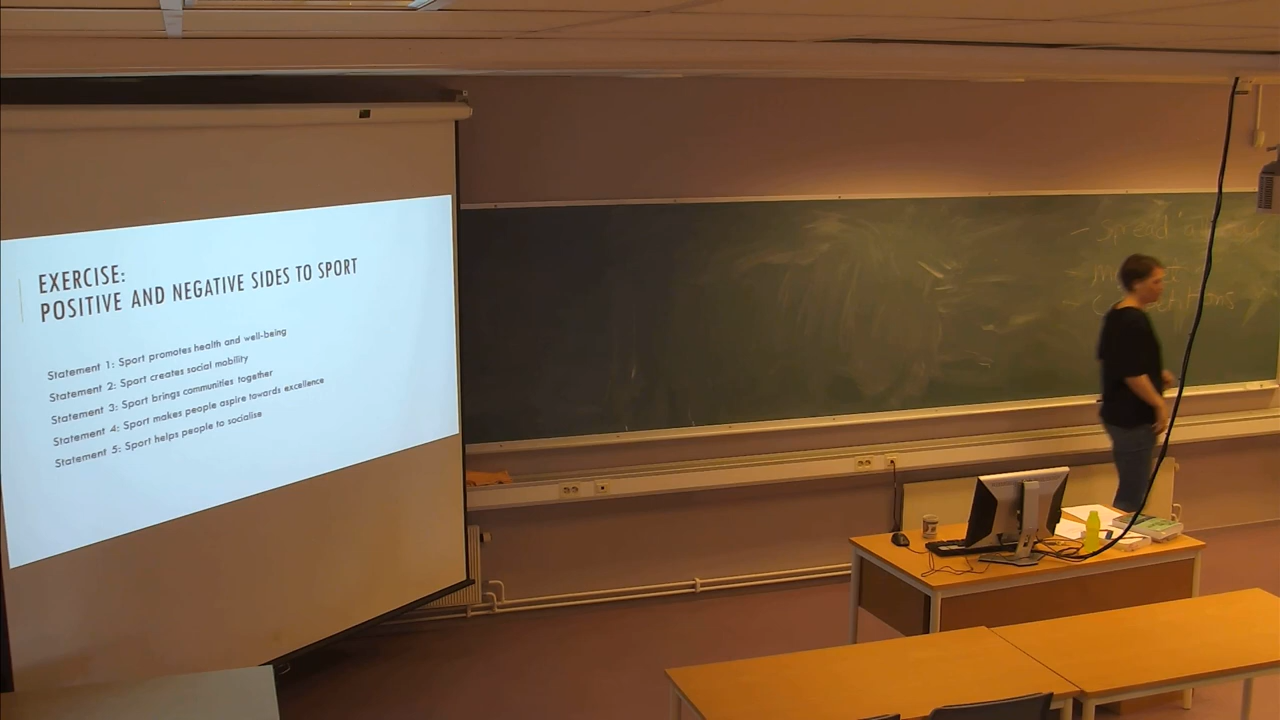 EXERCISE:
POSITIVE AND NEGATIVE SIDES TO SPORT
Statement 1: Sport promotes health and well-being
Statement 2: Sport creates social mobility
Statement 3: Sport brings communities together
Statement 4: Sport makes people aspire towards excellence
Statement 5: Sport helps people to socialise